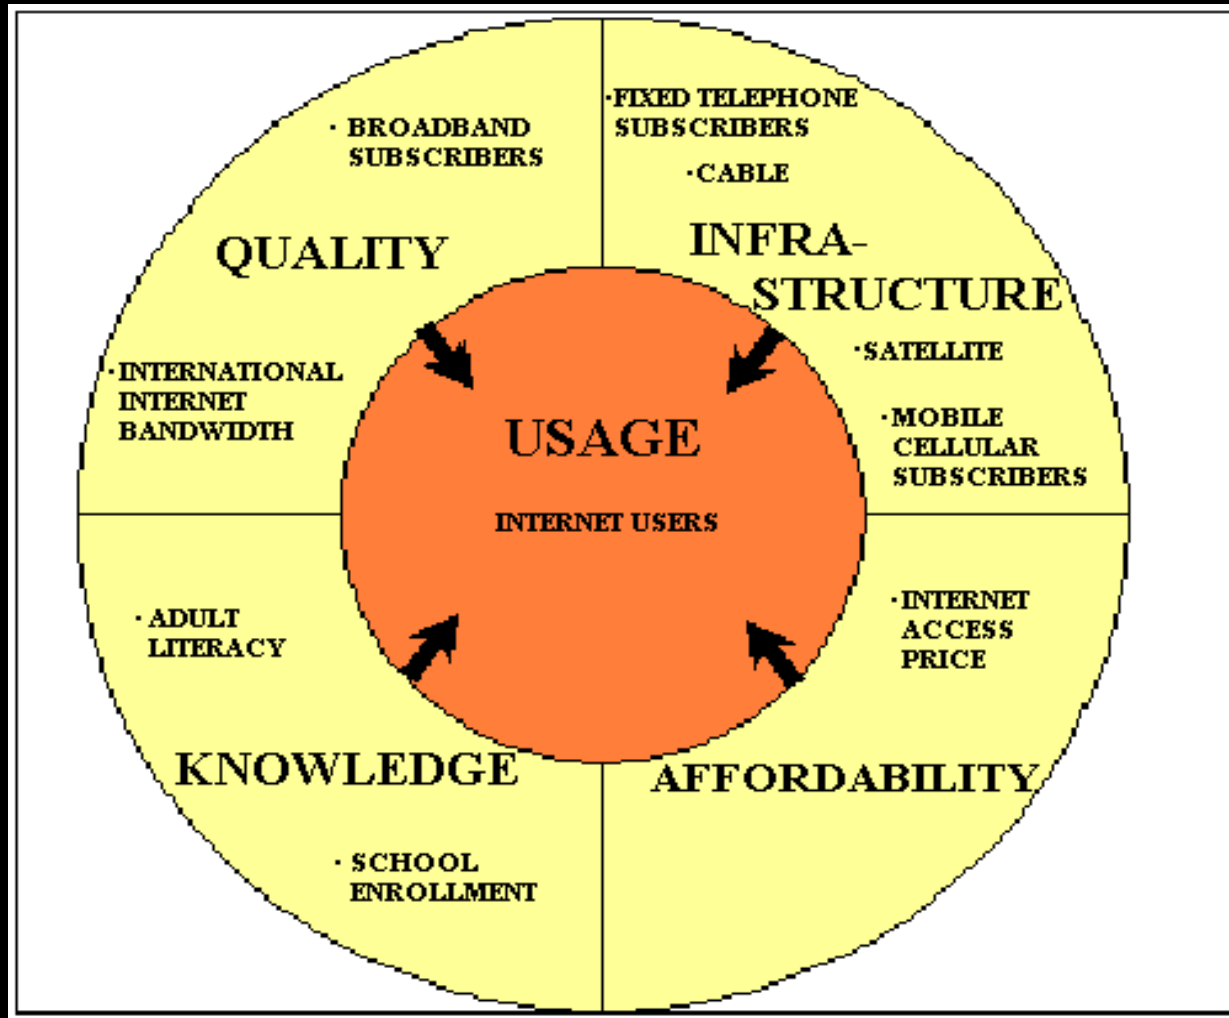 · BROADBAND
SUBSCRIBERS
QUALITY
· INTERNATIONAL
INTERNET
BANDWIDTH
· FIXED TELEPHONE
SUBSCRIBERS
· CABLE
INFRA-
STRUCTURE
· SATELLITE
· MOBILE
CELLULAR
SUBSCRIBERS
USAGE
INTERNET USERS
· ADULT
LITERACY
KNOWLEDGE
· SCHOOL
ENROLLMENT
· INTERNET
ACCESS
PRICE
AFFORDABILITY